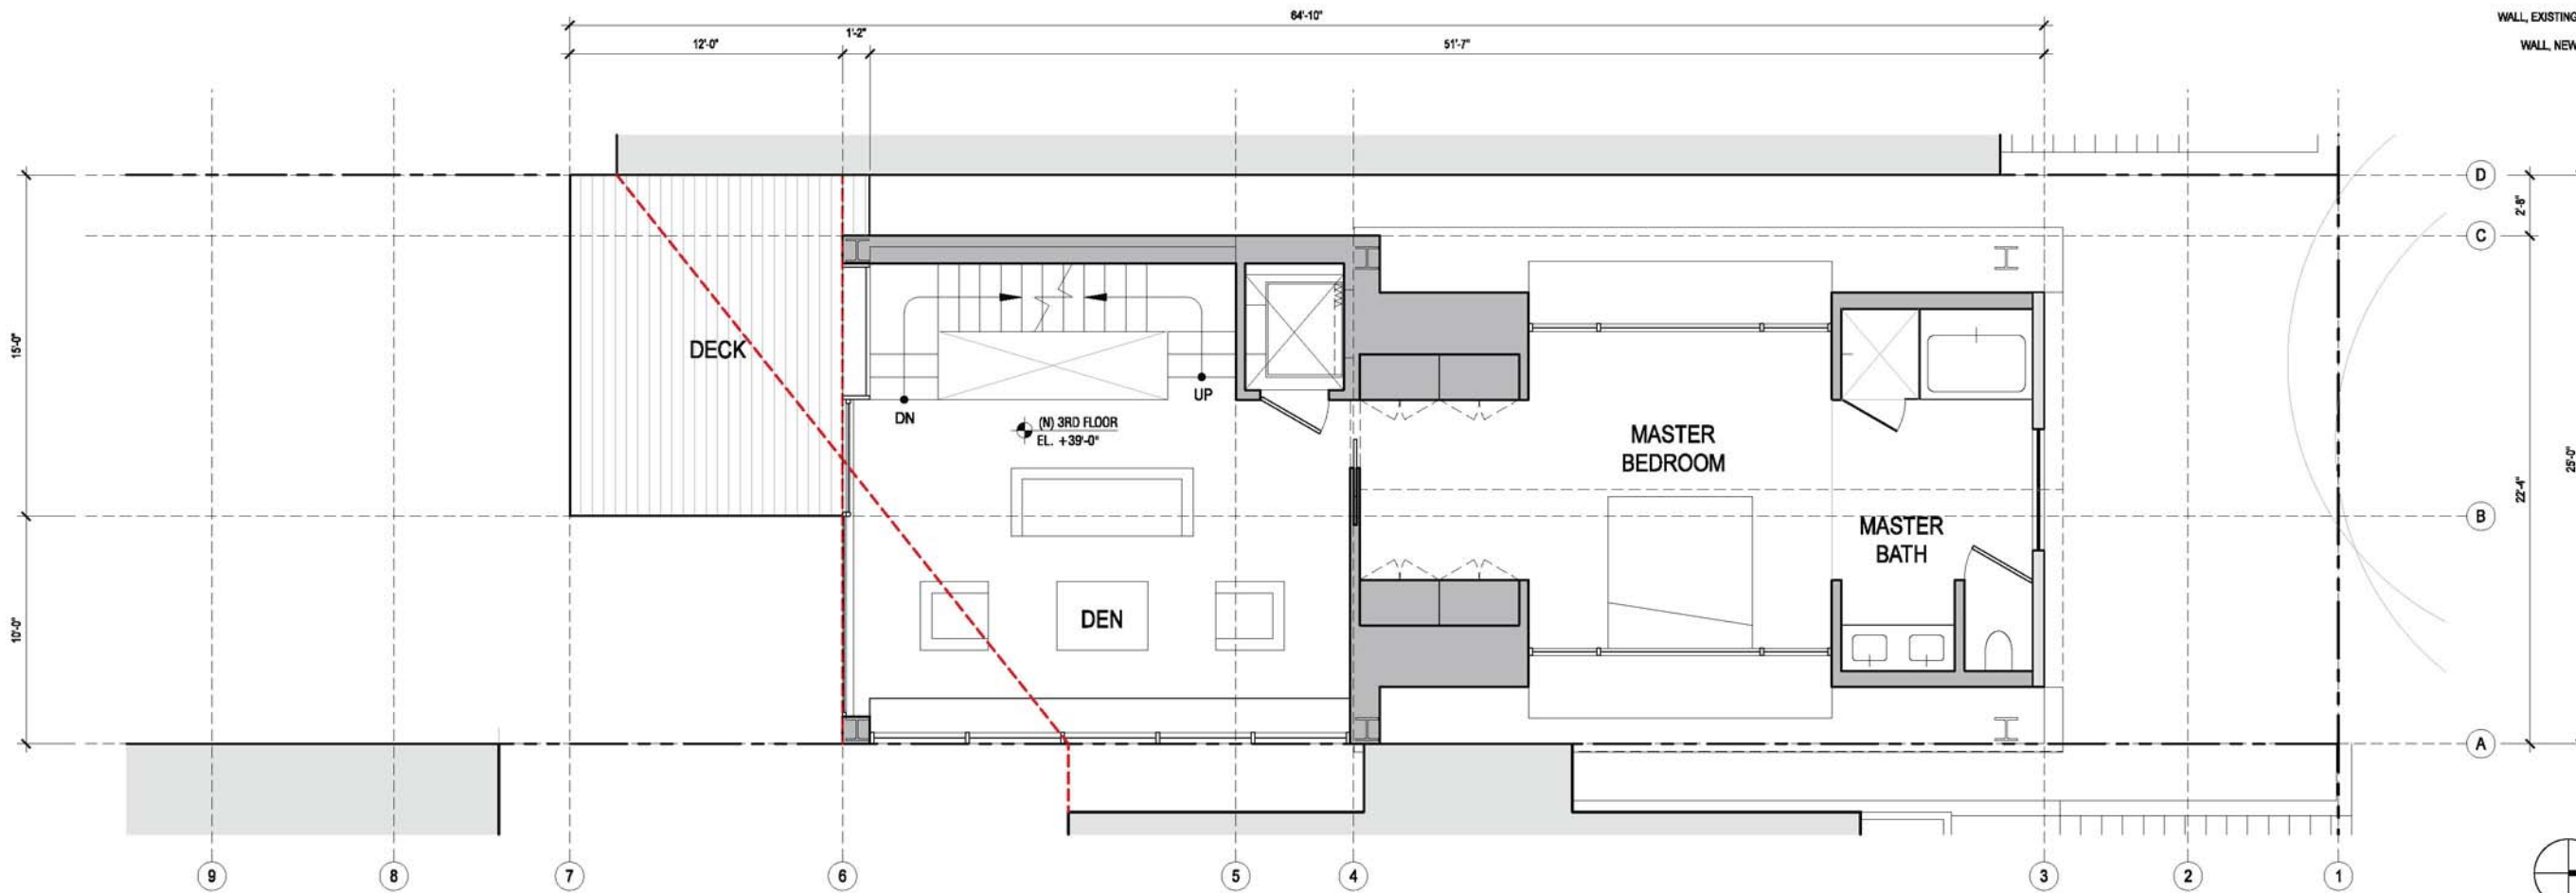 64'-10"
WALL, EXISTING
12'-0"
1'-2"
51'-7"
WALL, NEW
D
2'-8"
C
15'-0"
DECK
DN
UP
(N) 3RD FLOOR
EL. +39'-0"
MASTER
BEDROOM
22'-4"
25'-0"
B
MASTER
BATH
10'-0"
DEN
A
9
8
7
6
5
4
3
2
1